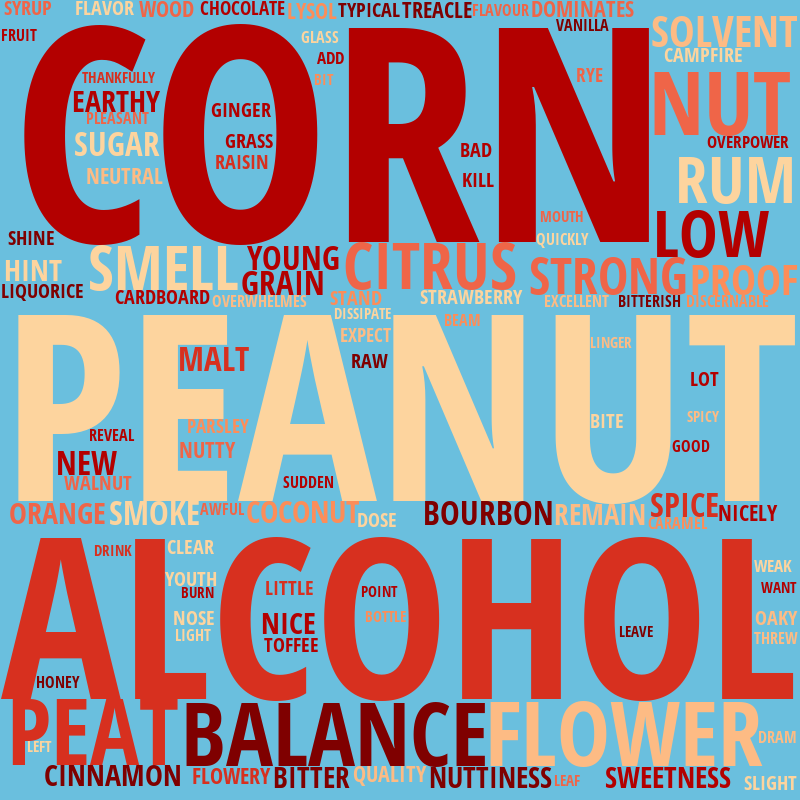 SYRUP FLAVOR WOOD CHOCOLATE LYSOL TYPICAL TREACLE FLAVOUR DOMINATES
FRUIT GLASS VANILLA SOLVENT
ADD CAMPFIRE
THANKFULLY BIT RYE NUT
EARTHY GINGER
PLEASANT
SUGAR GRASS BAD OVERPOWER
RAISIN
NEUTRAL KILL RUM
CORN
MOUTH LOW
SHINE QUICKLY
HINT SMELL YOUNG CITRUS STRONG PROOF
LIQUORICE GRAIN
CARDBOARD OVERWHELMES STAND STRAWBERRY EXCELLENT BITTERISH DISCERNABLE
DISSIPATE BEAM
EXPECT LINGER
MALT RAW
LOT
PEANUT
PARSLEY BITE SPICY
REVEAL
NUTTY GOOD
NEW
WALNUT SUDDEN
ORANGE SMOKE AWFUL COCONUT DOSE BOURBON REMAIN SPICE NICELY
CARAMEL
DRINK CLEAR
YOUTH WEAK
BURN LITTLE POINT WANT
NOSE NICE BOTTLE OAKY
LIGHT TOFFEE LEAVE THREW
ALCOHOL
HONEY
PEAT BALANCE FLOWER
LEFT DRAM
CINNAMON FLOWERY BITTER QUALITY NUTTINESS LEAF SWEETNESS SLIGHT